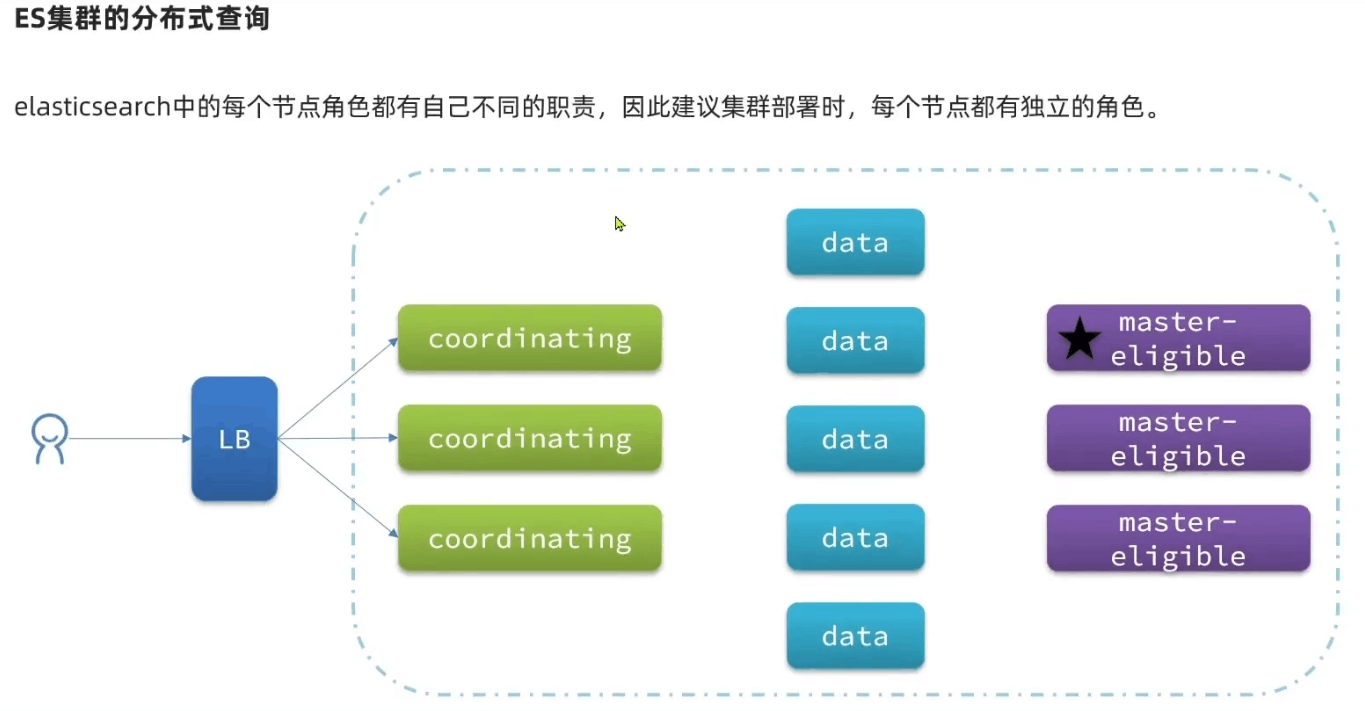 ES集群的分布式查询
elasticsearch中的每个节点角色都有自己不同的职责，因此建议集群部署时，每个节点都有独立的角色。
data
coordinating
data
master-
eligible
LB
coordinating
data
master-
eligible
coordinating
data
master-
eligible
data